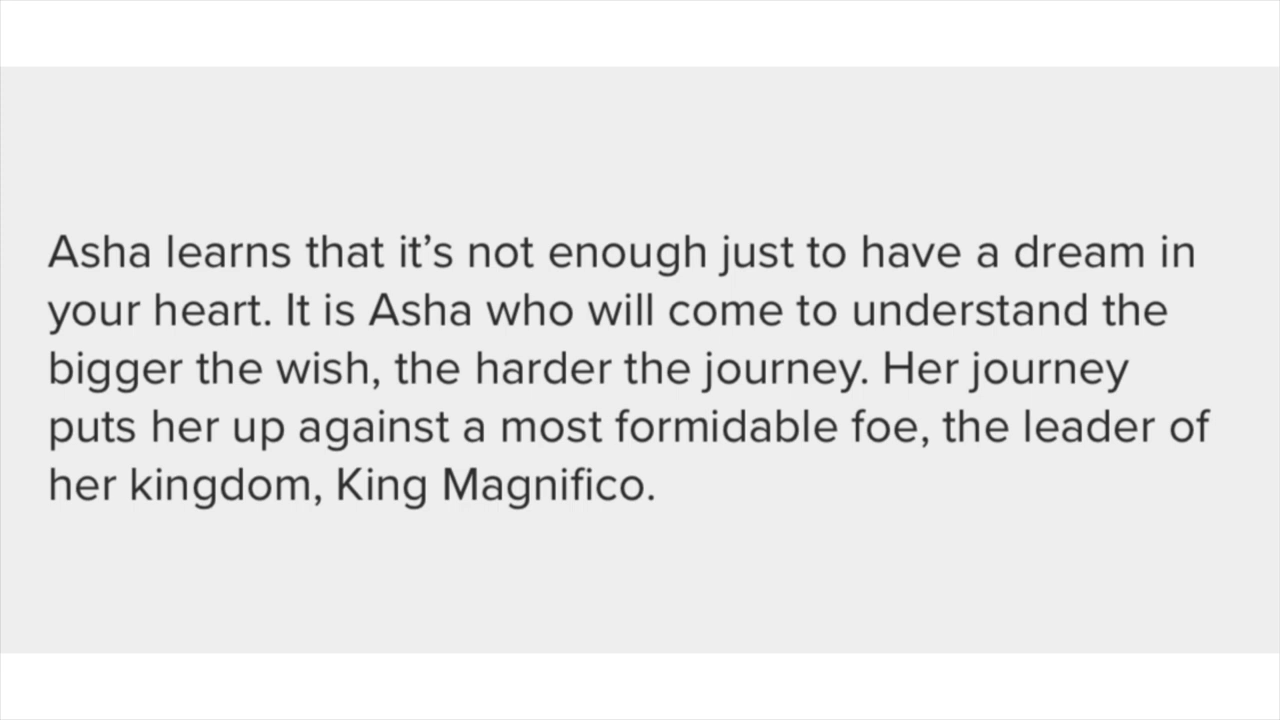 Asha learns that it’s not enough just to have a dream in
your heart. It is Asha who will come to understand the
bigger the wish, the harder the journey. Her journey
puts her up against a most formidable foe, the leader of
her kingdom, King Magnifico.